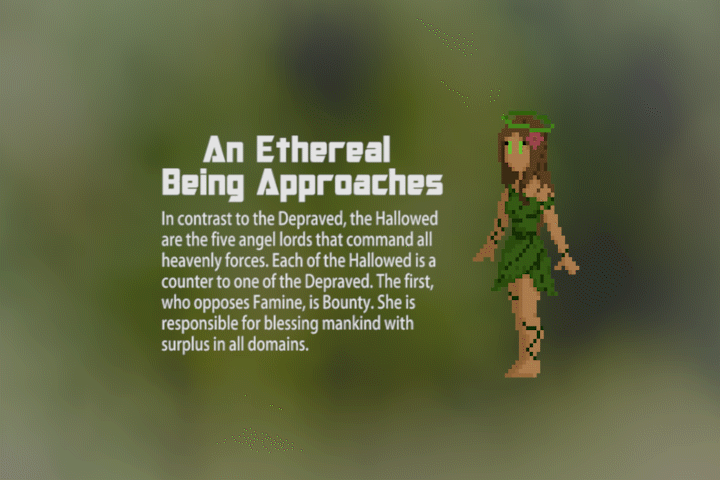 An Ethereal
Being Approaches
In contrast to the Depraved, the Hallowed
are the five angel lords that command all
heavenly forces. Each of the Hallowed is a
counter to one of the Depraved. The first,
who opposes Famine, is Bounty. She is
responsible for blessing mankind with
surplus in all domains.